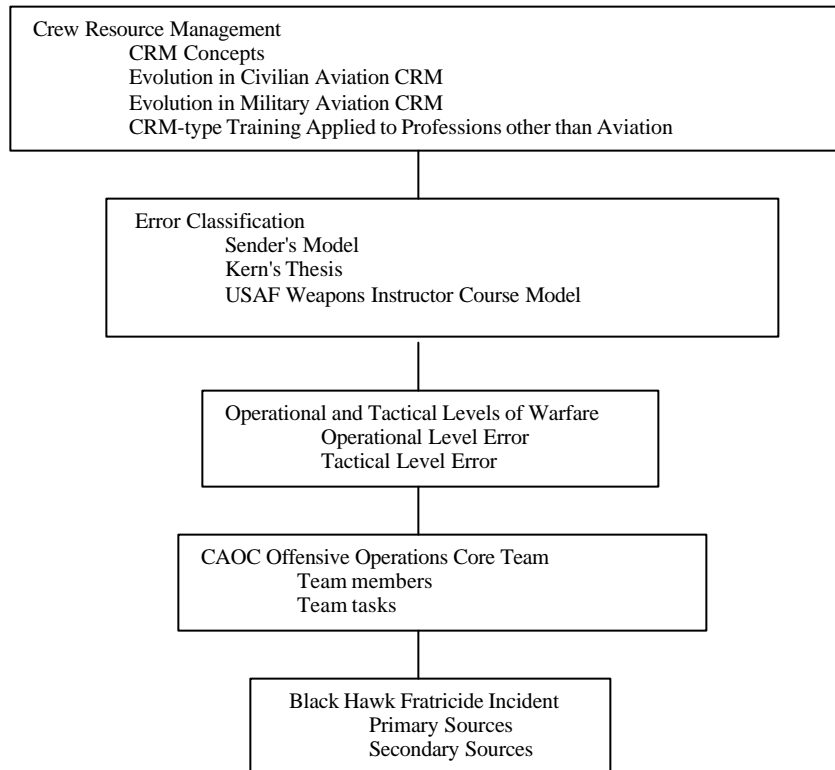 Crew Resource Management
CRM Concepts
Evolution in Civilian Aviation CRM
Evolution in Military Aviation CRM
CRM-type Training Applied to Professions other than Aviation
Error Classification
Sender's Model
Kern's Thesis
USAF Weapons Instructor Course Model
Operational and Tactical Levels of Warfare
Operational Level Error
Tactical Level Error
CAOC Offensive Operations Core Team
Team members
Team tasks
Black Hawk Fratricide Incident
Primary Sources
Secondary Sources